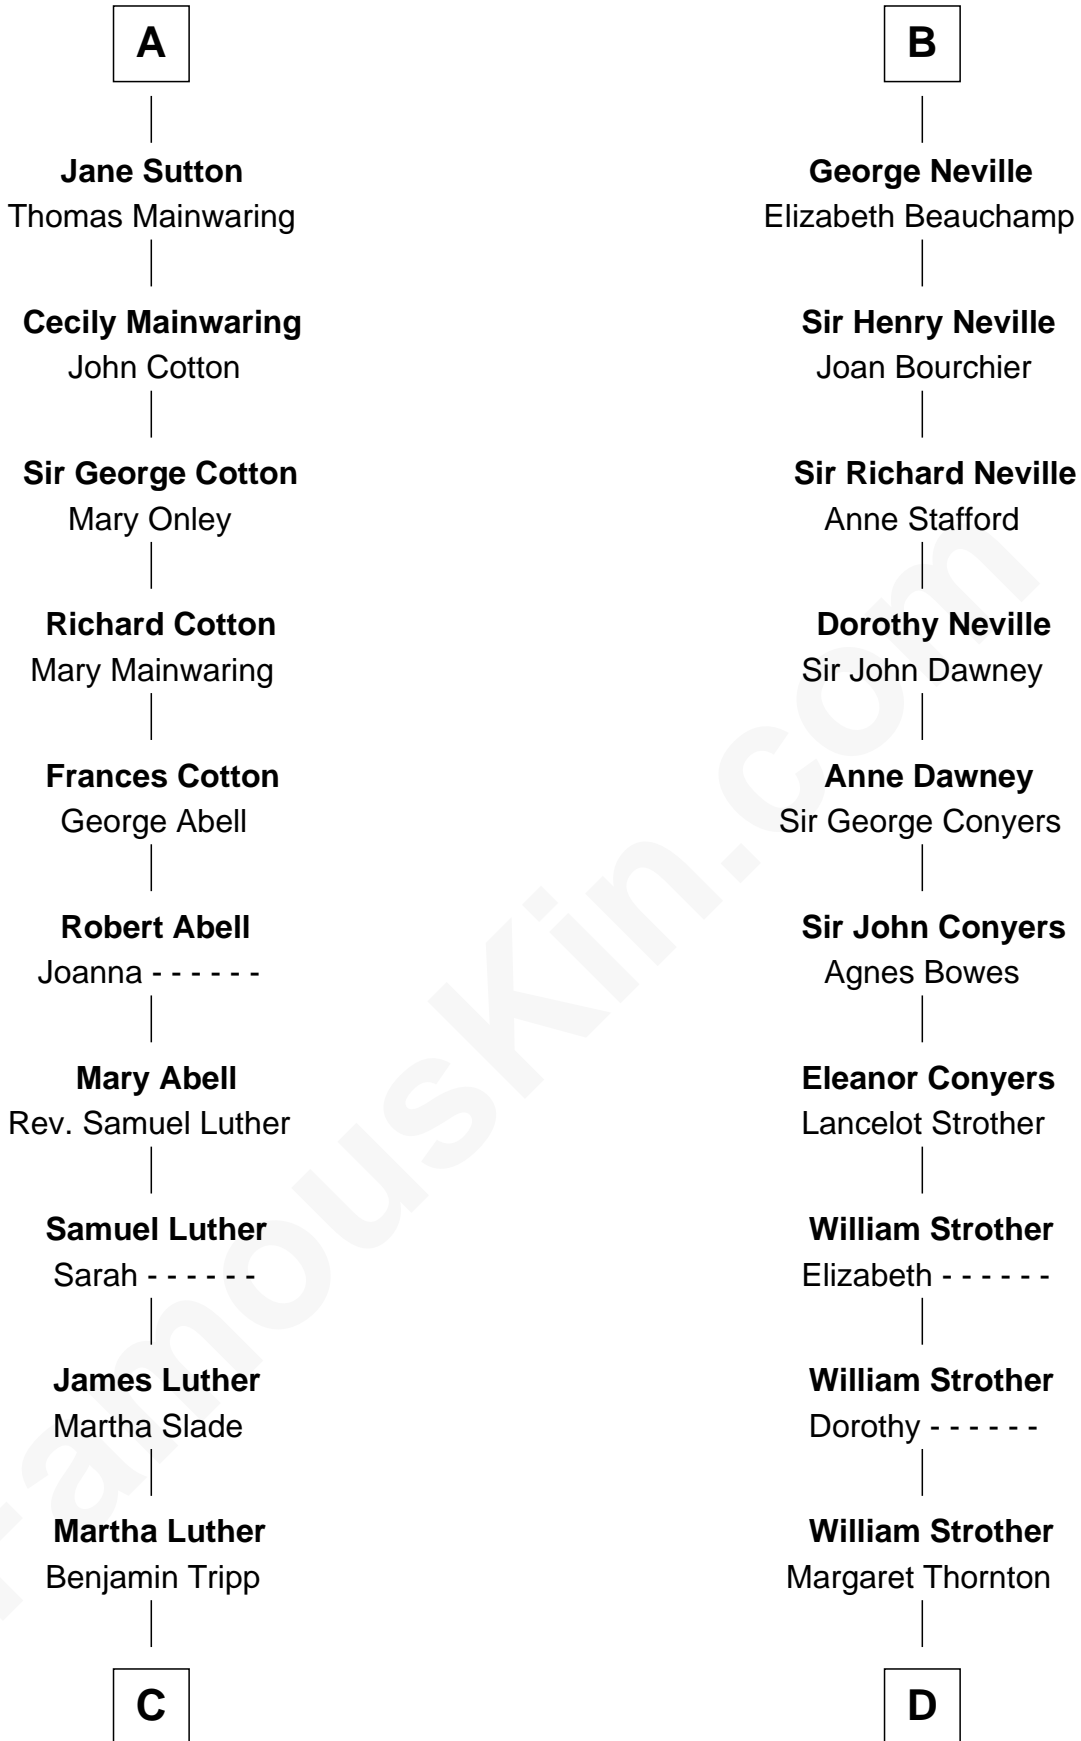 A
Jane Sutton
Thomas Mainwaring
Cecily Mainwaring
John Cotton
Sir George Cotton
Mary Onley
Richard Cotton
Mary Mainwaring
Frances Cotton
George Abell
Robert Abell
Joanna - - - - - -
Mary Abell
Rev. Samuel Luther
Samuel Luther
Sarah - - - - - -
James Luther
Martha Slade
Martha Luther
Benjamin Tripp
C
B
George Neville
Elizabeth Beauchamp
Sir Henry Neville
Joan Bourchier
Sir Richard Neville
Anne Stafford
Dorothy Neville
Sir John Dawney
Anne Dawney
Sir George Conyers
Sir John Conyers
Agnes Bowes
Eleanor Conyers
Lancelot Strother
William Strother
Elizabeth - - - - - -
William Strother
Dorothy - - - - - -
William Strother
Margaret Thornton
D
FamousKin.com